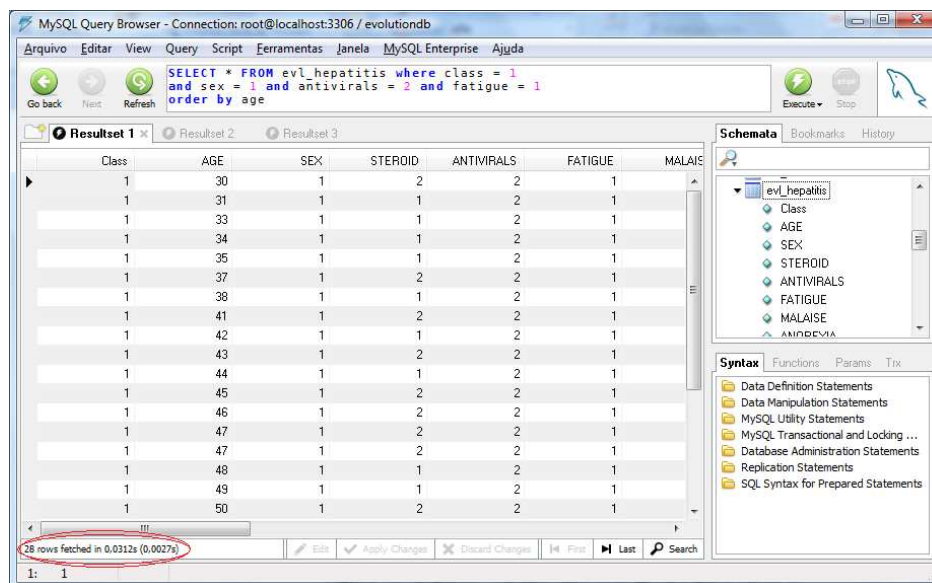 MySQL Query Browser - Connection: root@localhost:3306 / evolutiondb
Arquivo Editar View Query Script Ferramentas Janela MySQL Enterprise Ajuda
Go back Next Refresh
SELECT * FROM evl_hepatitis where class = 1
and sex = 1 and antivirals = 2 and fatigue = 1
order by age
Execute Stop
Resultset 1 Resultset 2 Resultset 3
Class AGE SEX STEROID ANTIVIRALS FATIGUE MALAIS
1 30 1 2 2 1
1 31 1 1 2 1
1 33 1 1 2 1
1 34 1 1 2 1
1 35 1 1 2 1
1 37 1 2 2 1
1 38 1 1 2 1
1 41 1 2 2 1
1 42 1 1 2 1
1 43 1 2 2 1
1 44 1 1 2 1
1 45 1 2 2 1
1 46 1 2 2 1
1 47 1 2 2 1
1 47 1 2 2 1
1 48 1 1 2 1
1 49 1 1 2 1
1 50 1 2 2 1
28 rows fetched in 0,0312s (0,0027s)
Edit Apply Changes Discard Changes First Last Search
1: 1
Schemata Bookmarks History
evl_hepatitis
Class
AGE
SEX
STEROID
ANTIVIRALS
FATIGUE
MALAISE
ANOREXIA
Syntax Functions Params Trx
Data Definition Statements
Data Manipulation Statements
MySQL Utility Statements
MySQL Transactional and Locking ...
Database Administration Statements
Replication Statements
SQL Syntax for Prepared Statements